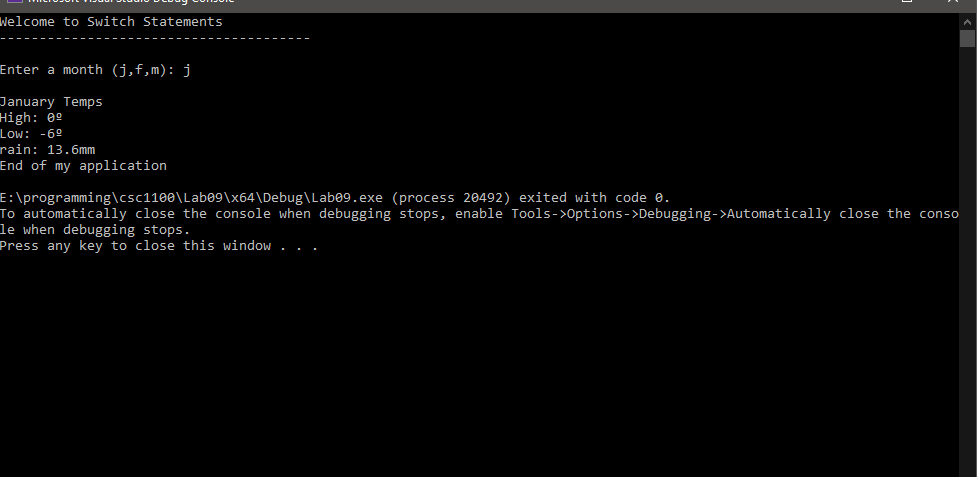 Microsoft Visual Studio Debug Console
Welcome to Switch Statements
---------------------------------------
Enter a month (j,f,m): j
January Temps
High: 0º
Low: -6º
rain: 13.6mm
End of my application
E:\programming\csc1100\Lab09\x64\Debug\Lab09.exe (process 20492) exited with code 0.
To automatically close the console when debugging stops, enable Tools->Options->Debugging->Automatically close the conso
le when debugging stops.
Press any key to close this window . . .